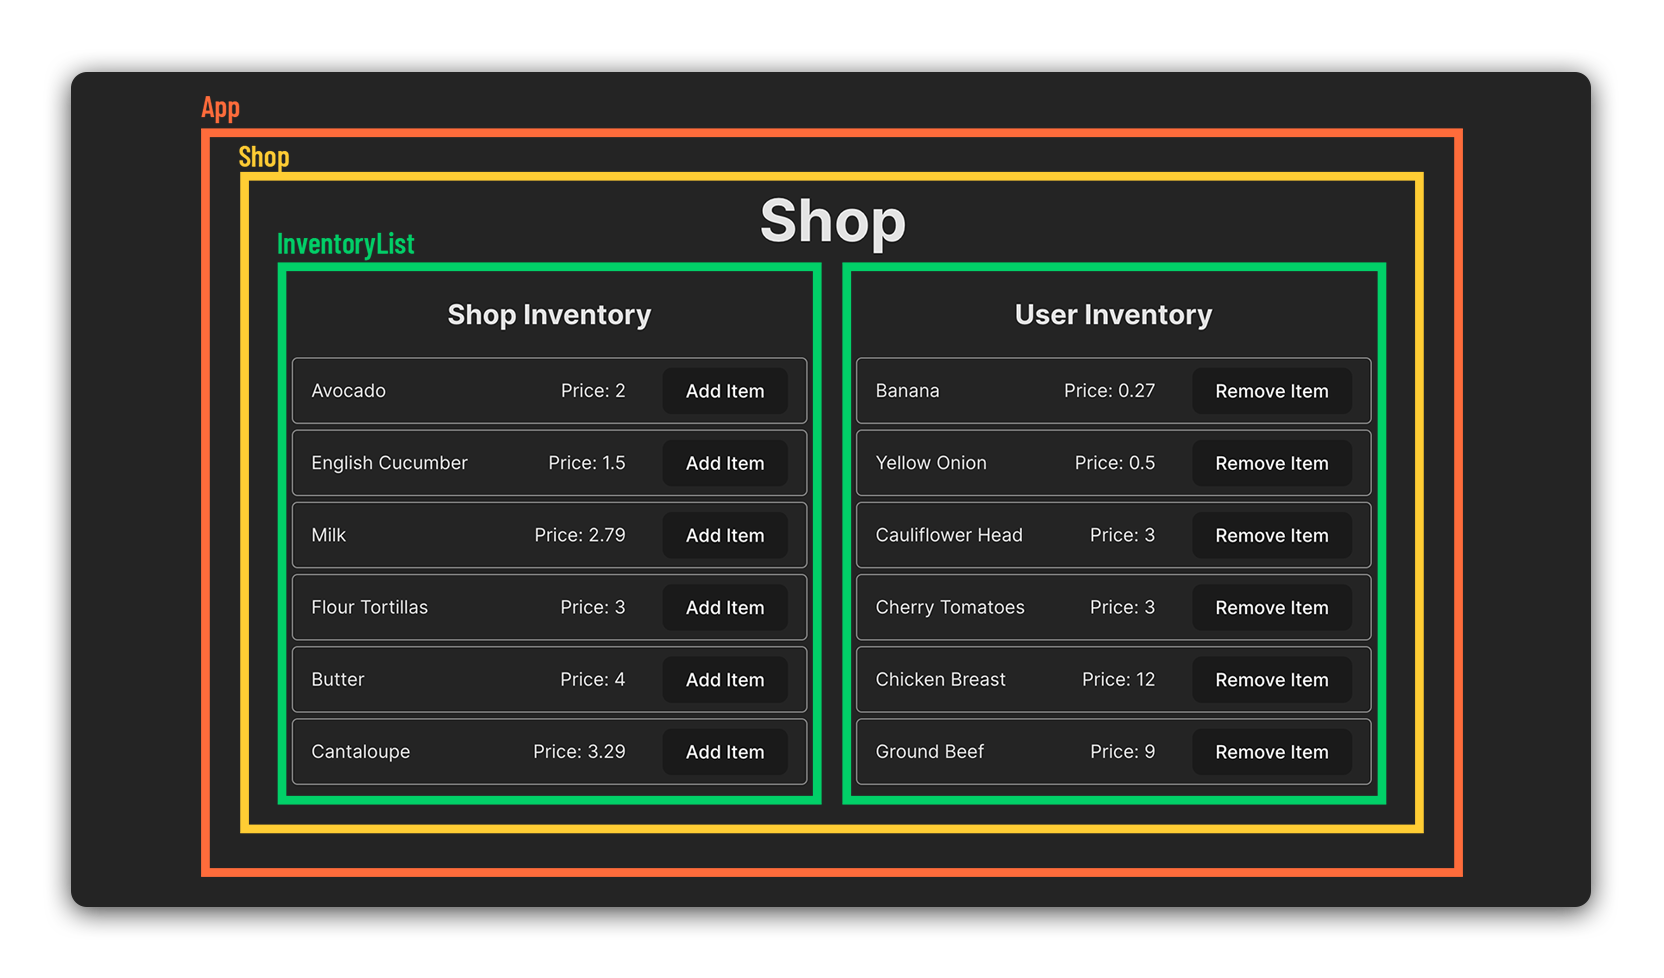 App
Shop
Shop
InventoryList
Shop Inventory
Avocado Price: 2 Add Item
English Cucumber Price: 1.5 Add Item
Milk Price: 2.79 Add Item
Flour Tortillas Price: 3 Add Item
Butter Price: 4 Add Item
Cantaloupe Price: 3.29 Add Item
User Inventory
Banana Price: 0.27 Remove Item
Yellow Onion Price: 0.5 Remove Item
Cauliflower Head Price: 3 Remove Item
Cherry Tomatoes Price: 3 Remove Item
Chicken Breast Price: 12 Remove Item
Ground Beef Price: 9 Remove Item